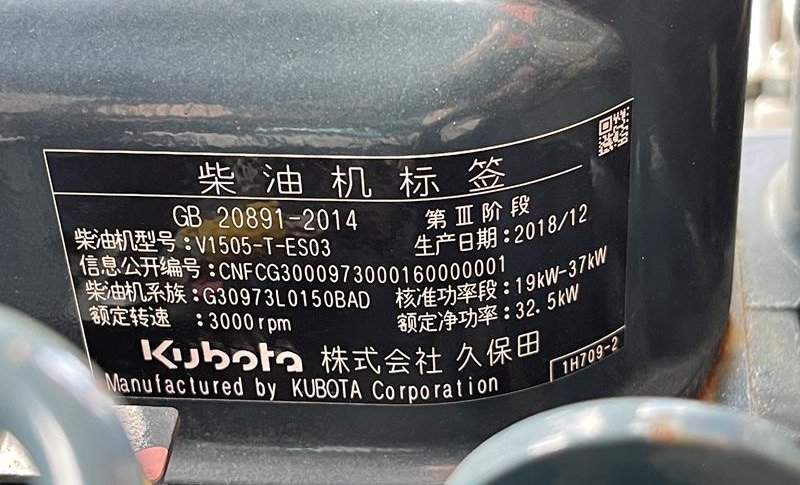 柴油机标签
GB 20891-2014 第Ⅲ阶段
柴油机型号:V1505-T-ES03 生产日期:2018/12
信息公开编号:CNFCG3000973000160000001
柴油机系族:G30973L0150BAD 核准功率段:19kW-37kW
额定转速 :3000rpm 额定净功率:32.5kW
Kubota 株式会社 久保田
1H709-2
Manufactured by KUBOTA Corporation